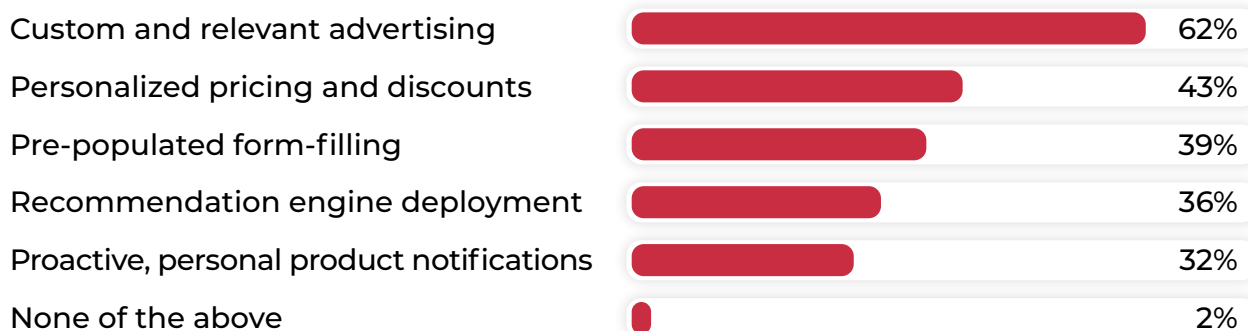 Custom and relevant advertising 62%
Personalized pricing and discounts 43%
Pre-populated form-filling 39%
Recommendation engine deployment 36%
Proactive, personal product notifications 32%
None of the above 2%